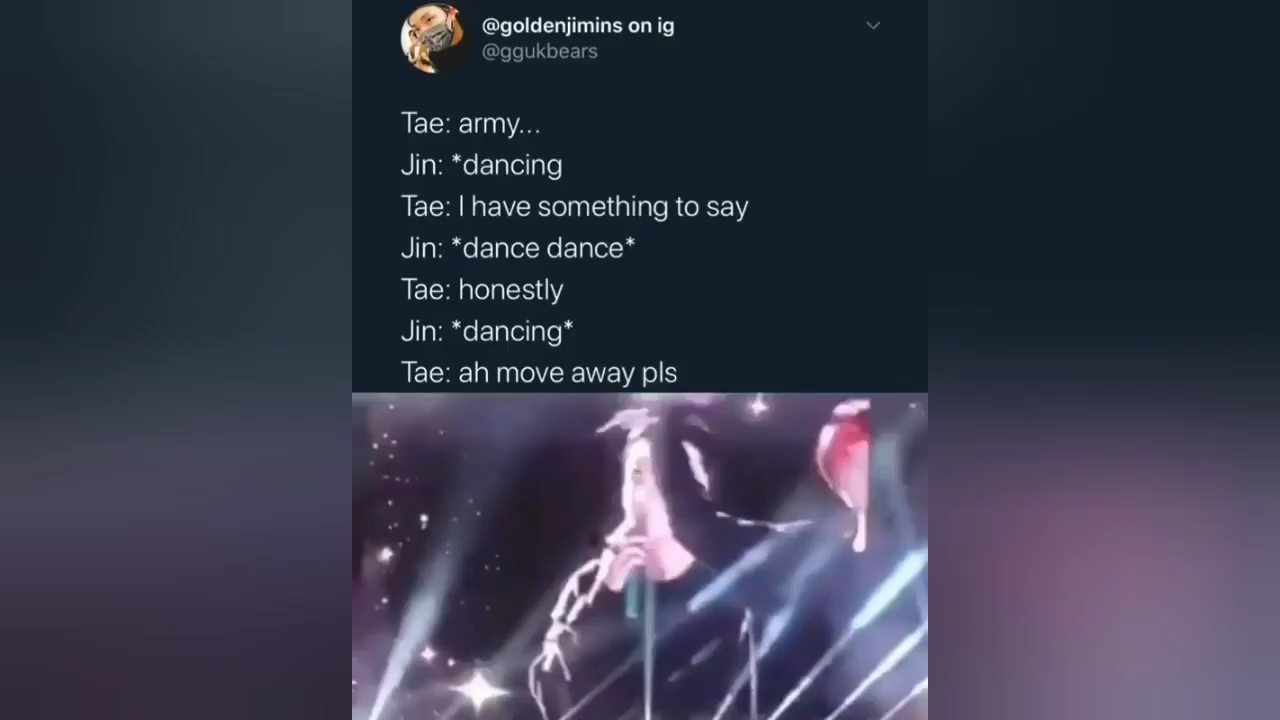 @goldenjimins on ig
@ggukbears
Tae: army...
Jin: *dancing
Tae: I have something to say
Jin: *dance dance*
Tae: honestly
Jin: *dancing*
Tae: ah move away pls